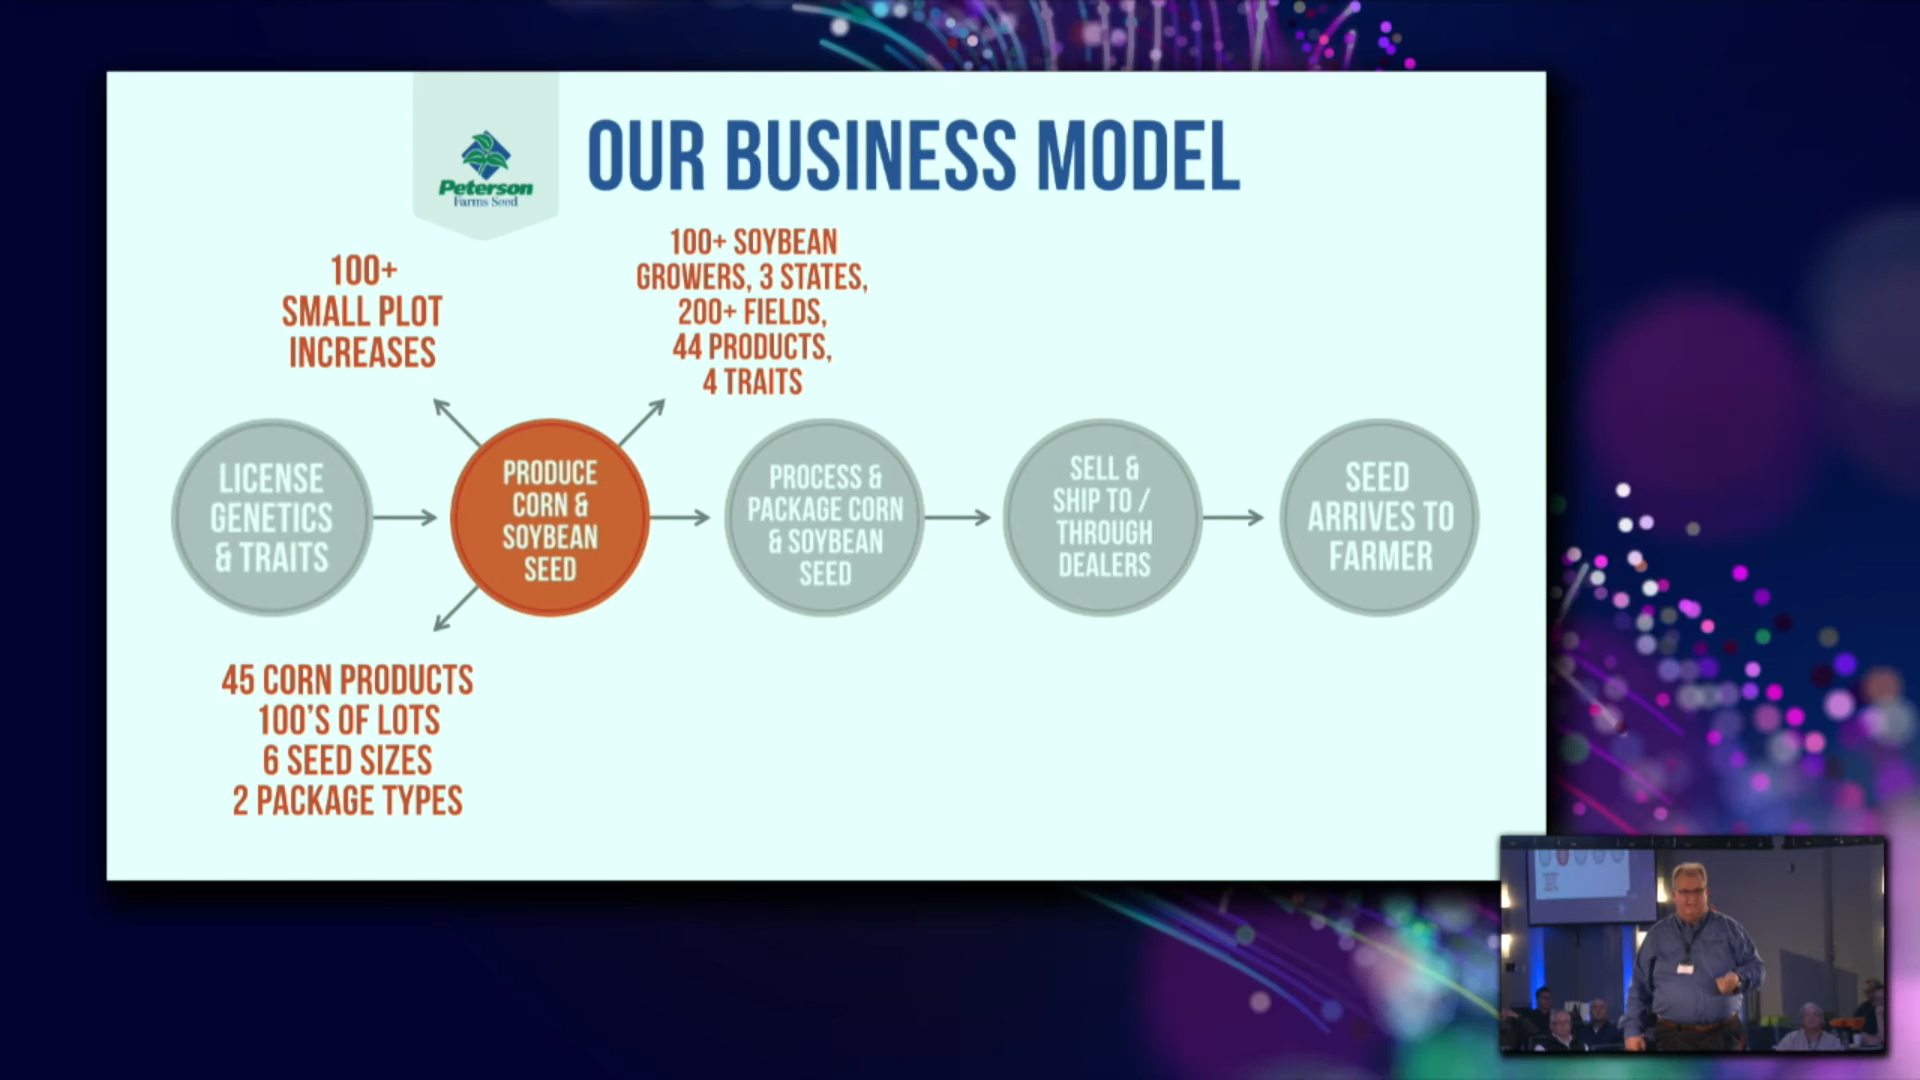 Peterson
Farms Seed
OUR BUSINESS MODEL
100+
SMALL PLOT
INCREASES
100+ SOYBEAN
GROWERS, 3 STATES,
200+ FIELDS,
44 PRODUCTS,
4 TRAITS
LICENSE
GENETICS
& TRAITS
PRODUCE
CORN &
SOYBEAN
SEED
PROCESS &
PACKAGE CORN
& SOYBEAN
SEED
SELL &
SHIP TO /
THROUGH
DEALERS
SEED
ARRIVES TO
FARMER
45 CORN PRODUCTS
100'S OF LOTS
6 SEED SIZES
2 PACKAGE TYPES